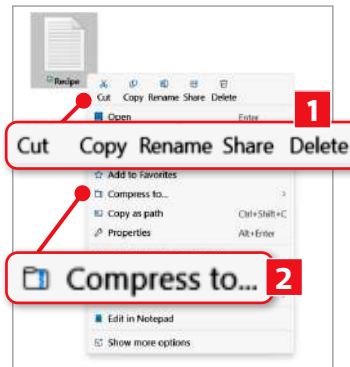 Recipe
Cut Copy Rename Share Delete
Open Enter
1
Cut Copy Rename Share Delete
Add to Favorites
Compress to...
Copy as path Ctrl+Shift+C
Properties Alt+Enter
Compress to... 2
Edit in Notepad
Show more options